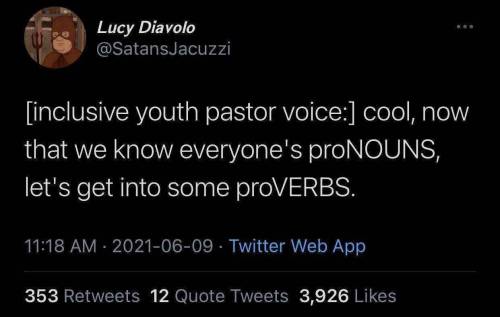 Lucy Diavolo
@SatansJacuzzi
[inclusive youth pastor voice:] cool, now
that we know everyone's proNOUNS,
let's get into some proVERBS.
11:18 AM · 2021-06-09 · Twitter Web App
353 Retweets 12 Quote Tweets 3,926 Likes